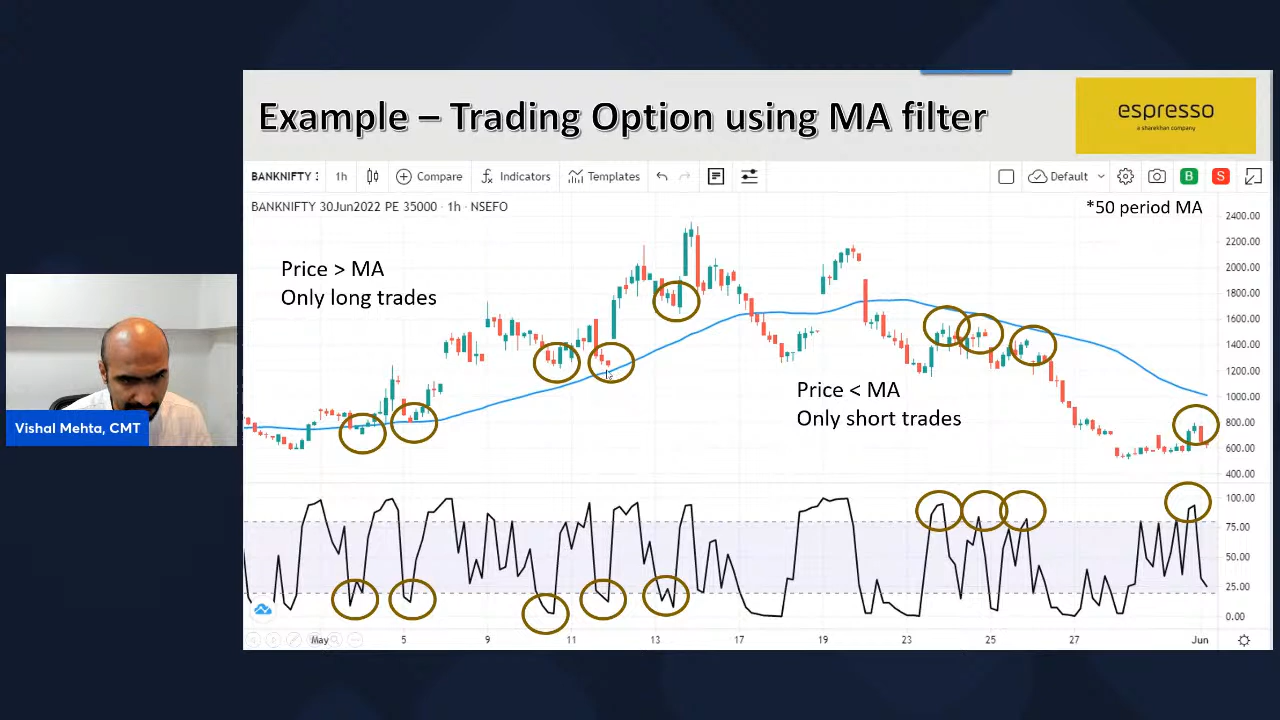 Example – Trading Option using MA filter
espresso
a sharekhan company
BANKNIFTY : 1h Compare Indicators Templates Default B S
BANKNIFTY 30Jun2022 PE 35000 · 1h · NSEFO
*50 period MA
Price > MA
Only long trades
Price < MA
Only short trades
2400.00
2200.00
2000.00
1800.00
1600.00
1400.00
1200.00
1000.00
800.00
600.00
400.00
100.00
75.00
50.00
25.00
0.00
May 5 9 11 13 17 19 23 25 27 Jun
Vishal Mehta, CMT